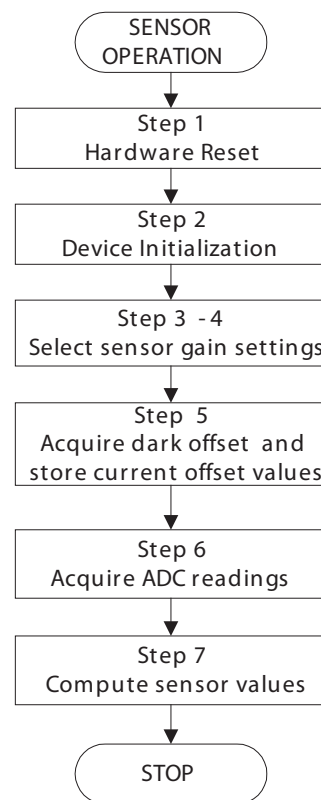 SENSOR
OPERATION
Step 1
Hardware Reset
Step 2
Device Initialization
Step 3 - 4
Select sensor gain settings
Step 5
Acquire dark offset and
store current offset values
Step 6
Acquire ADC readings
Step 7
Compute sensor values
STOP